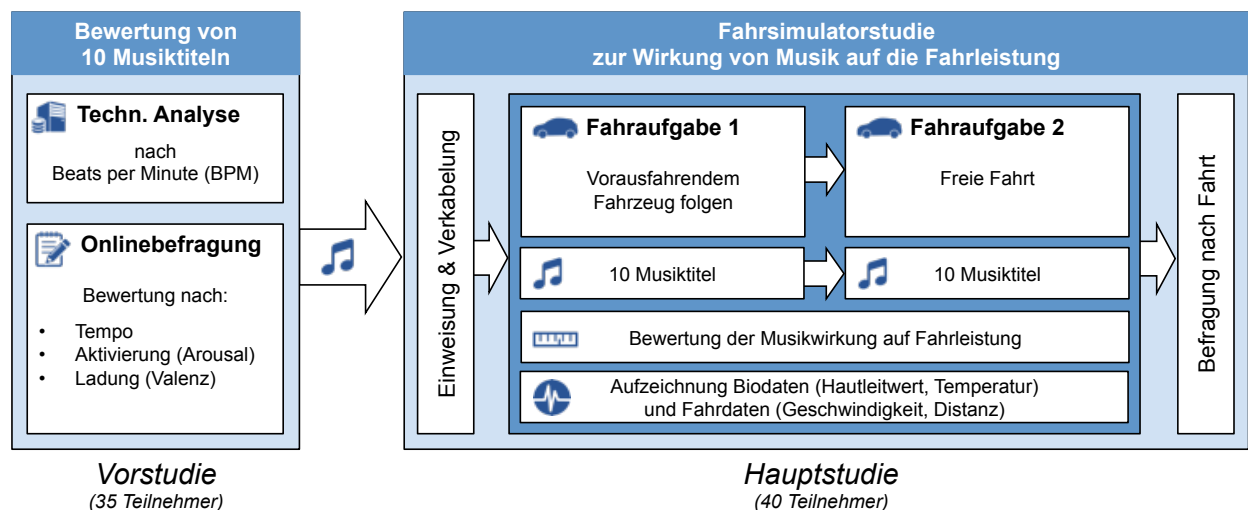 Bewertung von
10 Musiktiteln
Techn. Analyse
nach
Beats per Minute (BPM)
Onlinebefragung
Bewertung nach:
• Tempo
• Aktivierung (Arousal)
• Ladung (Valenz)
Vorstudie
(35 Teilnehmer)
Fahrsimulatorstudie
zur Wirkung von Musik auf die Fahrleistung
Einweisung & Verkabelung
Fahraufgabe 1
Vorausfahrendem
Fahrzeug folgen
Fahraufgabe 2
Freie Fahrt
10 Musiktitel
10 Musiktitel
Bewertung der Musikwirkung auf Fahrleistung
Aufzeichnung Biodaten (Hautleitwert, Temperatur)
und Fahrdaten (Geschwindigkeit, Distanz)
Befragung nach Fahrt
Hauptstudie
(40 Teilnehmer)